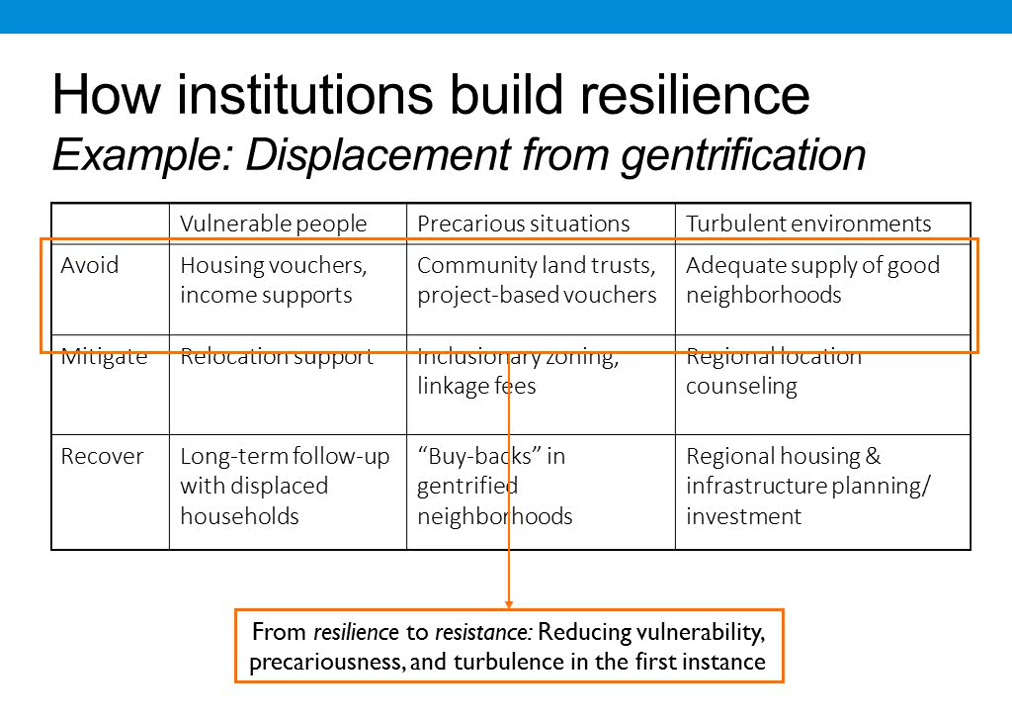 How institutions build resilience
Example: Displacement from gentrification
Vulnerable people
Precarious situations
Turbulent environments
Avoid
Housing vouchers,
income supports
Community land trusts,
project-based vouchers
Adequate supply of good
neighborhoods
Mitigate
Relocation support
Inclusionary zoning,
linkage fees
Regional location
counseling
Recover
Long-term follow-up
with displaced
households
“Buy-backs” in
gentrified
neighborhoods
Regional housing &
infrastructure planning/
investment
From resilience to resistance: Reducing vulnerability,
precariousness, and turbulence in the first instance